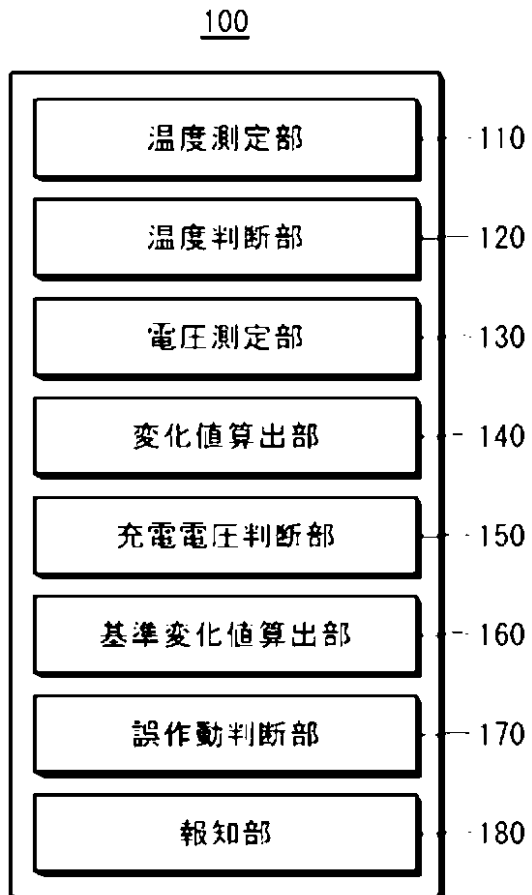 100
温度測定部 110
温度判断部 120
電圧測定部 130
変化値算出部 140
充電電圧判断部 150
基準変化値算出部 160
誤作動判断部 170
報知部 180